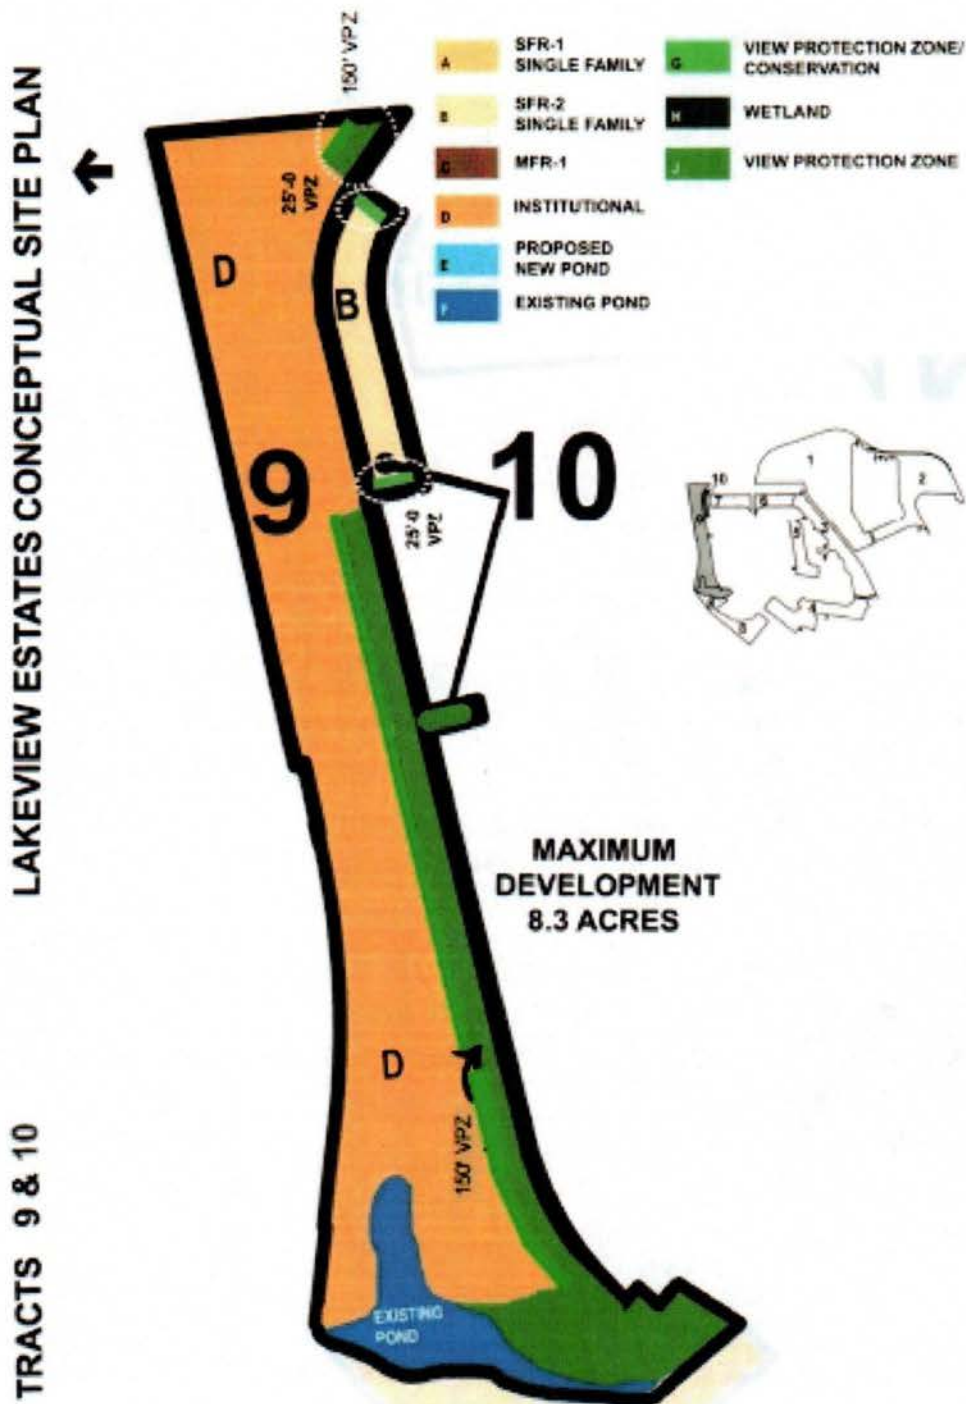 LAKEVIEW ESTATES CONCEPTUAL SITE PLAN
TRACTS 9 & 10
A SFR-1
SINGLE FAMILY
B SFR-2
SINGLE FAMILY
C MFR-1
D INSTITUTIONAL
E PROPOSED
NEW POND
F EXISTING POND
G VIEW PROTECTION ZONE/
CONSERVATION
H WETLAND
J VIEW PROTECTION ZONE
150' VPZ
25'-0
VPZ
D
B
9
10
25'-0
VPZ
1
2
10
7
6
MAXIMUM
DEVELOPMENT
8.3 ACRES
D
150' VPZ
EXISTING
POND